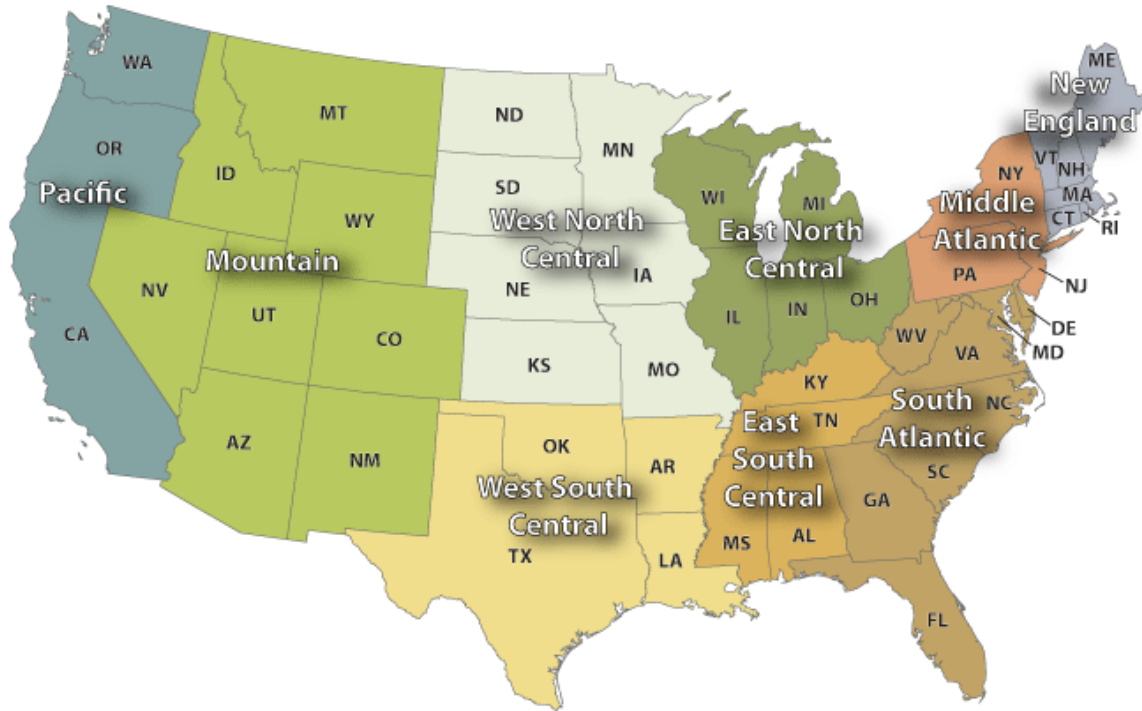 WA
MT
ND
MN
ME
New
England
OR
ID
SD
WI
MI
NY
VT
NH
Pacific
WY
West North
Central
East North
Central
Middle
Atlantic
MA
CT
RI
Mountain
NV
UT
CO
NE
IA
IL
IN
OH
PA
NJ
CA
KS
MO
WV
VA
DE
MD
KY
AZ
NM
OK
AR
TN
East
South
Central
South
Atlantic
NC
West South
Central
SC
GA
TX
LA
MS
AL
FL